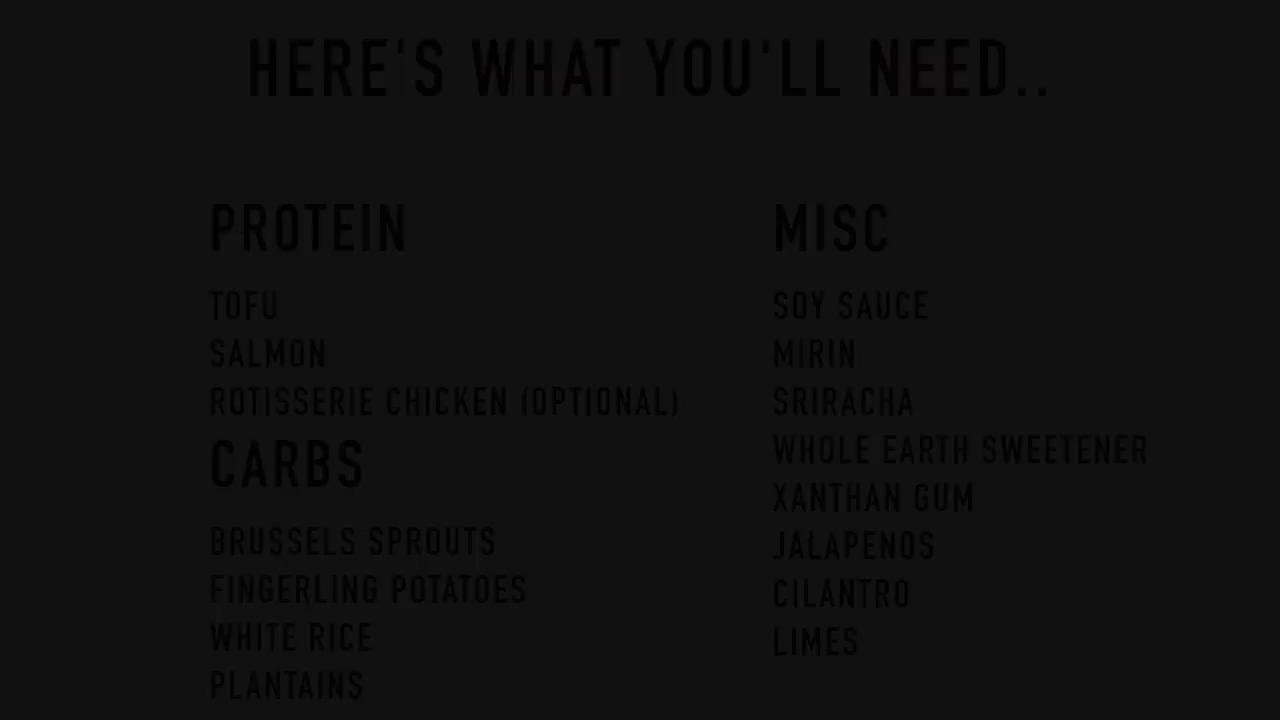 HERE'S WHAT YOU'LL NEED..
PROTEIN
TOFU
SALMON
ROTISSERIE CHICKEN (OPTIONAL)
CARBS
BRUSSELS SPROUTS
FINGERLING POTATOES
WHITE RICE
PLANTAINS
MISC
SOY SAUCE
MIRIN
SRIRACHA
WHOLE EARTH SWEETENER
XANTHAN GUM
JALAPENOS
CILANTRO
LIMES